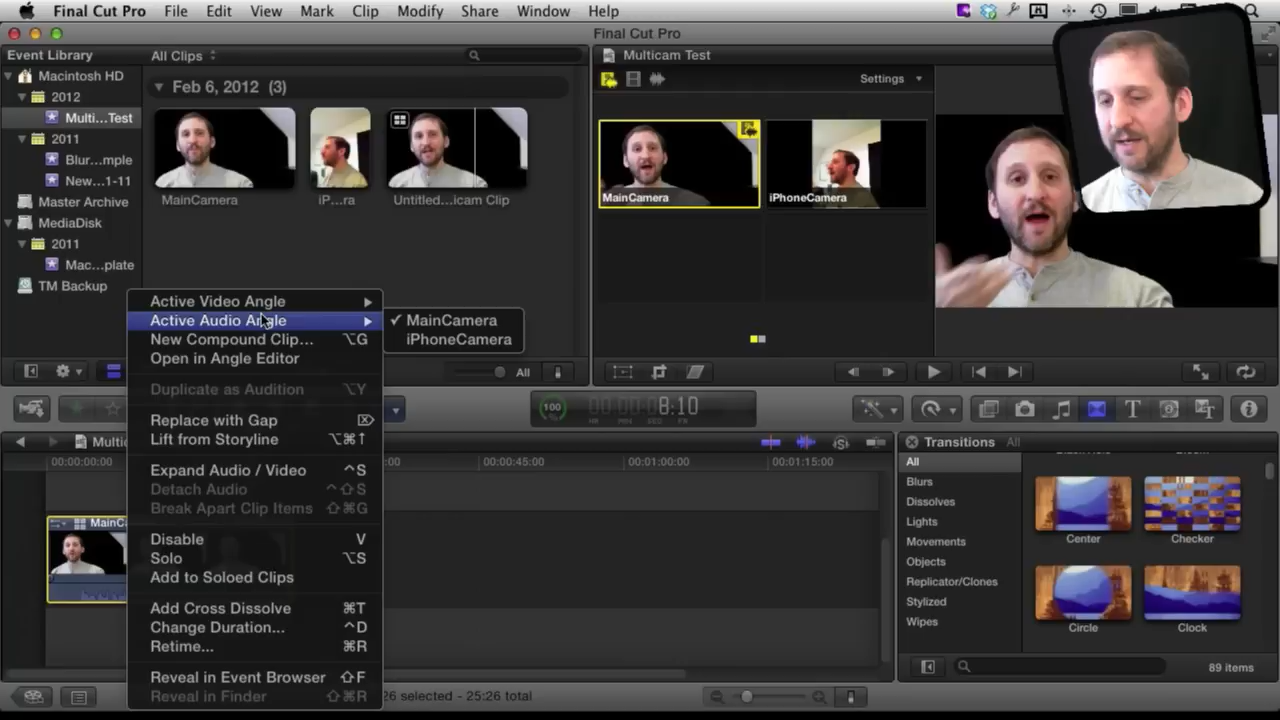 Final Cut Pro File Edit View Mark Clip Modify Share Window Help
Final Cut Pro
Event Library
All Clips
Multicam Test
Macintosh HD
2012
Multi...Test
2011
Blur...mple
New...1-11
Master Archive
MediaDisk
2011
Mac...plate
TM Backup
Feb 6, 2012 (3)
MainCamera
iP...ra
Untitled...icam Clip
Settings
MainCamera
iPhoneCamera
All
Active Video Angle
Active Audio Angle
New Compound Clip... ⌥G
Open in Angle Editor
Duplicate as Audition ⌥Y
Replace with Gap ⌦
Lift from Storyline ⌥⌘↑
Expand Audio / Video ^S
Detach Audio ^⇧S
Break Apart Clip Items ⇧⌘G
Disable V
Solo ⌥S
Add to Soloed Clips
Add Cross Dissolve ⌘T
Change Duration... ^D
Retime... ⌘R
Reveal in Event Browser ⇧F
Reveal in Finder ⇧⌘R
MainCamera
iPhoneCamera
100
8:10
HR MIN SEC FR
00:00:00:00
00:00:45:00
00:01:00:00
00:01:15:00
MainC
26 selected - 25:26 total
Transitions All
All
Blurs
Dissolves
Lights
Movements
Objects
Replicator/Clones
Stylized
Wipes
Center
Checker
Circle
Clock
89 items